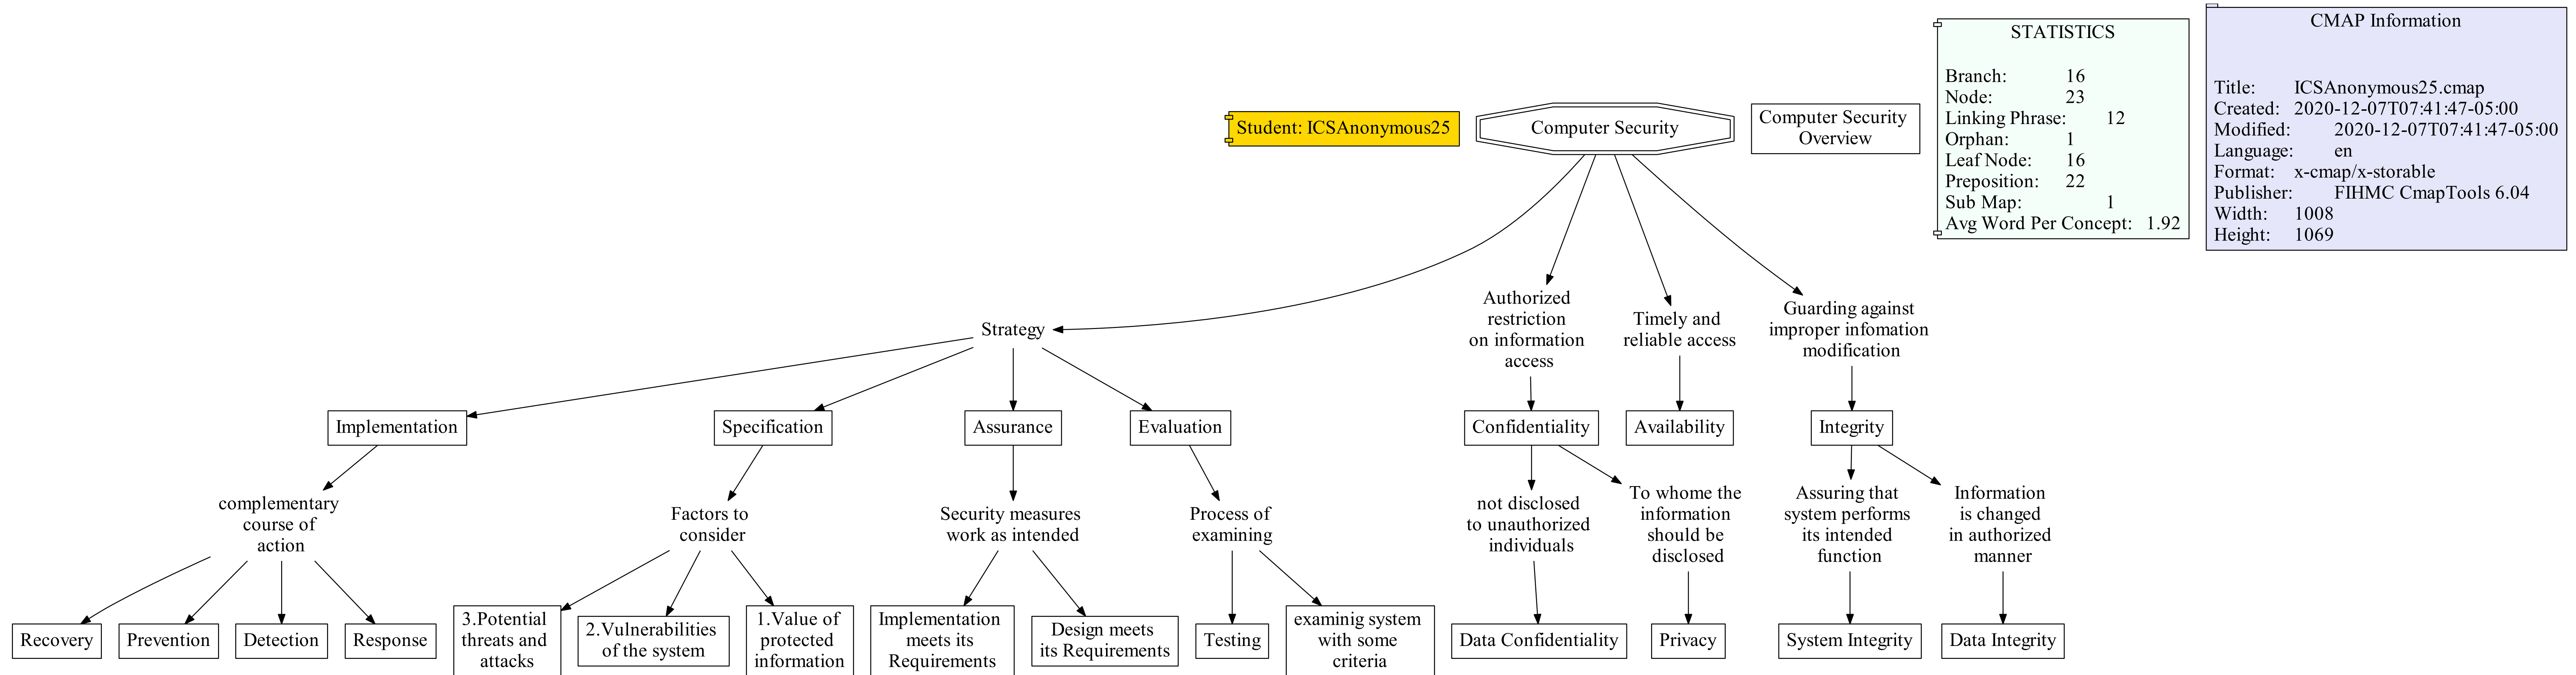 Student: ICSAnonymous25
Computer Security
Computer Security
Overview
STATISTICS
Branch: 16
Node: 23
Linking Phrase: 12
Orphan: 1
Leaf Node: 16
Preposition: 22
Sub Map: 1
Avg Word Per Concept: 1.92
CMAP Information
Title: ICSAnonymous25.cmap
Created: 2020-12-07T07:41:47-05:00
Modified: 2020-12-07T07:41:47-05:00
Language: en
Format: x-cmap/x-storable
Publisher: FIHMC CmapTools 6.04
Width: 1008
Height: 1069
Strategy
Authorized
restriction
on information
access
Timely and
reliable access
Guarding against
improper infomation
modification
Implementation
Specification
Assurance
Evaluation
Confidentiality
Availability
Integrity
complementary
course of
action
Factors to
consider
Security measures
work as intended
Process of
examining
not disclosed
to unauthorized
individuals
To whome the
information
should be
disclosed
Assuring that
system performs
its intended
function
Information
is changed
in authorized
manner
Recovery
Prevention
Detection
Response
3.Potential
threats and
attacks
2.Vulnerabilities
of the system
1.Value of
protected
information
Implementation
meets its
Requirements
Design meets
its Requirements
Testing
examinig system
with some
criteria
Data Confidentiality
Privacy
System Integrity
Data Integrity